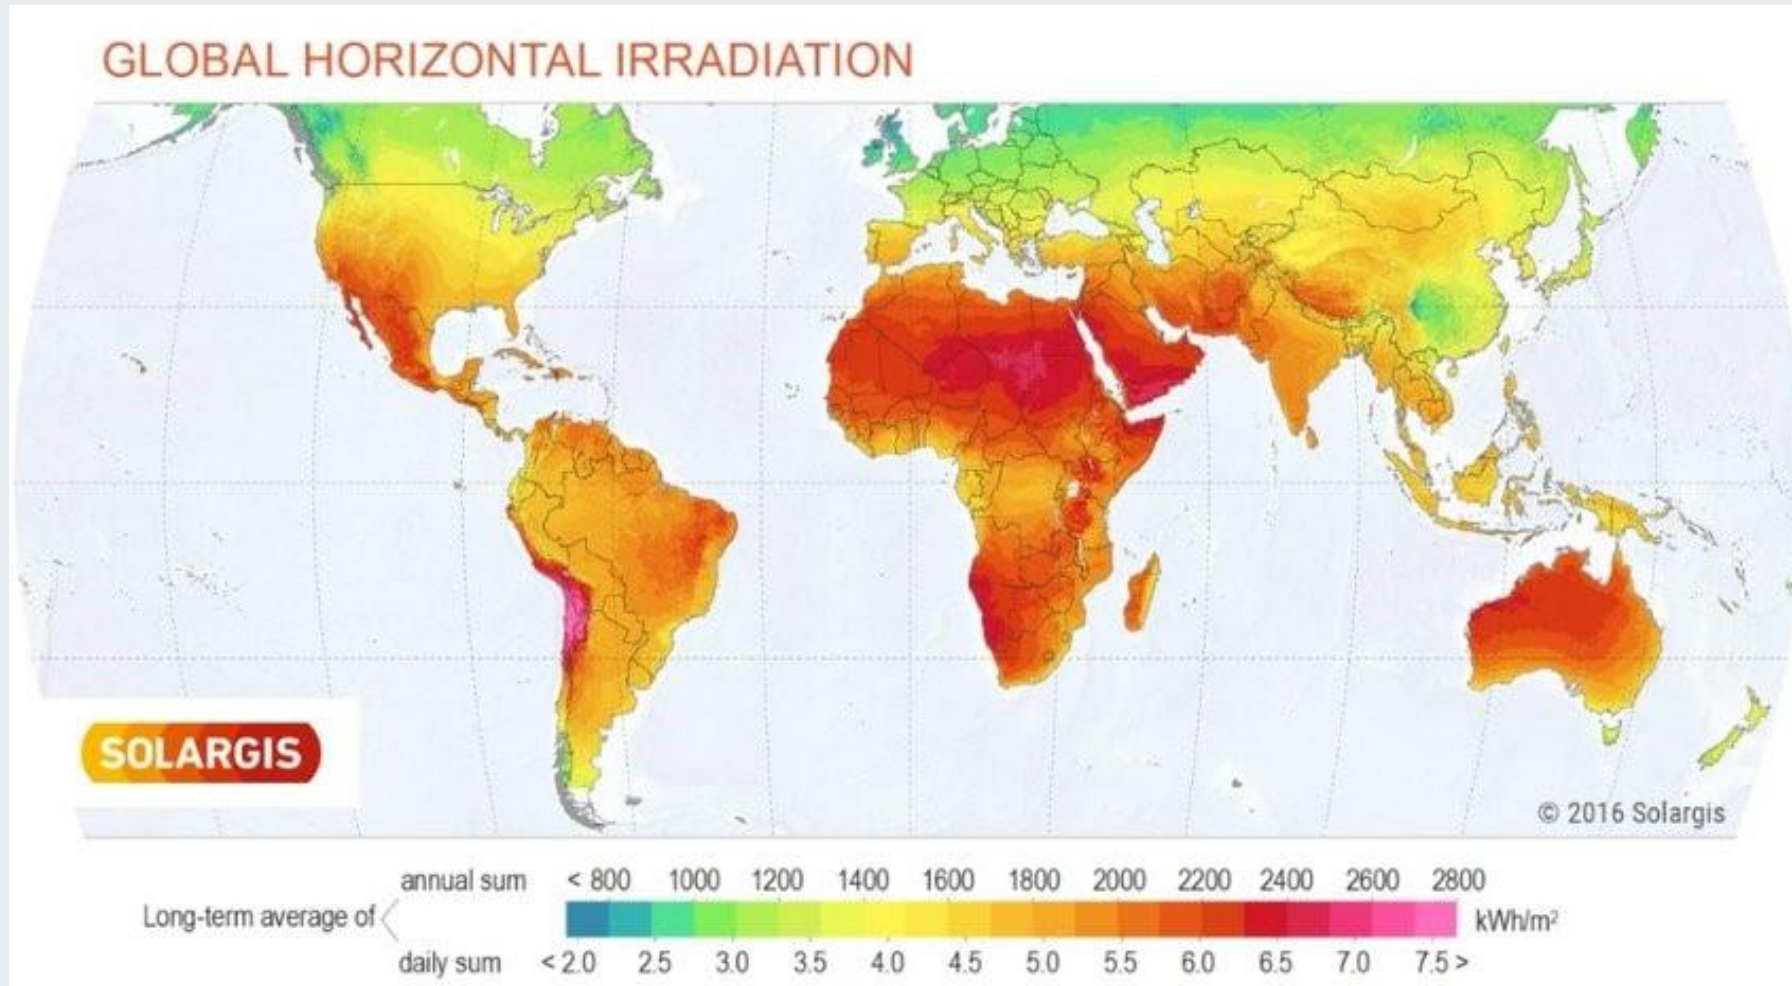 GLOBAL HORIZONTAL IRRADIATION
SOLARGIS
© 2016 Solargis
annual sum < 800 1000 1200 1400 1600 1800 2000 2200 2400 2600 2800
Long-term average of kWh/m²
daily sum < 2.0 2.5 3.0 3.5 4.0 4.5 5.0 5.5 6.0 6.5 7.0 7.5 >